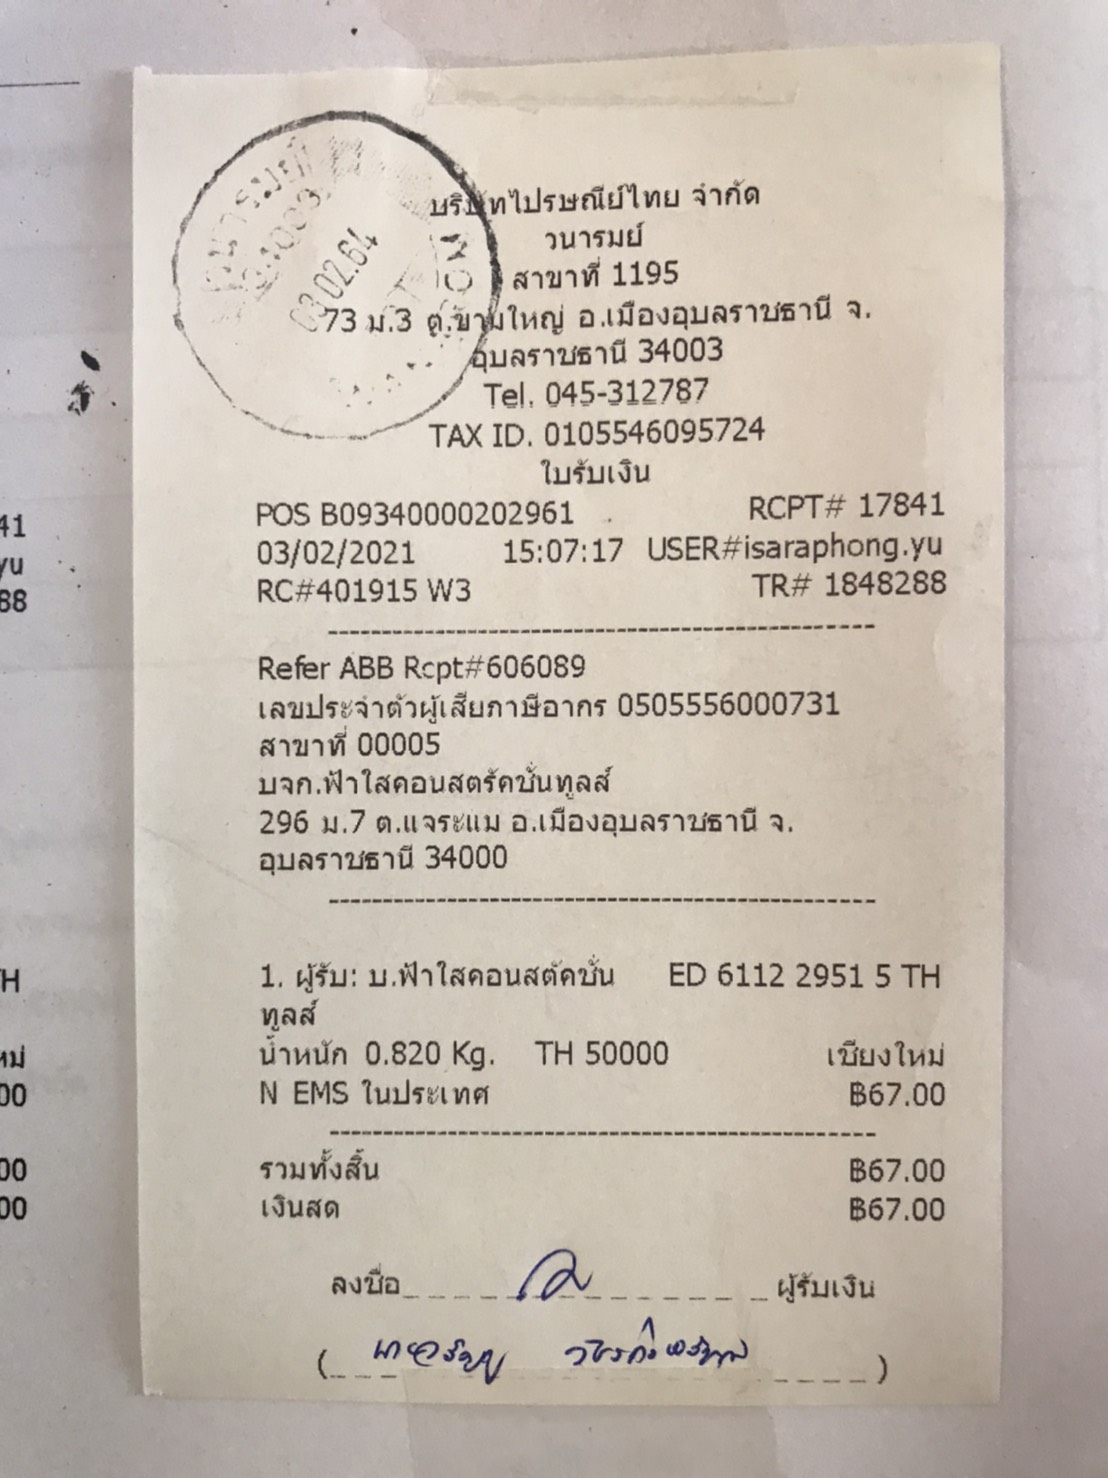 บริษัทไปรษณีย์ไทย จำกัด
วนารมย์
สาขาที่ 1195
73 ม.3 ต.ขามใหญ่ อ.เมืองอุบลราชธานี จ.
อุบลราชธานี 34003
Tel. 045-312787
TAX ID. 0105546095724
ใบรับเงิน
POS B09340000202961 RCPT# 17841
03/02/2021 15:07:17 USER#isaraphong.yu
RC#401915 W3 TR# 1848288
Refer ABB Rcpt#606089
เลขประจำตัวผู้เสียภาษีอากร 0505556000731
สาขาที่ 00005
บจก.ฟ้าใสคอนสตรัคชั่นทูลส์
296 ม.7 ต.แจระแม อ.เมืองอุบลราชธานี จ.
อุบลราชธานี 34000
1. ผู้รับ: บ.ฟ้าใสคอนสตัคชั่น ED 6112 2951 5 TH
ทูลส์
น้ำหนัก 0.820 Kg. TH 50000 เชียงใหม่
N EMS ในประเทศ ฿67.00
รวมทั้งสิ้น ฿67.00
เงินสด ฿67.00
ลงชื่อ ผู้รับเงิน
03.02.64